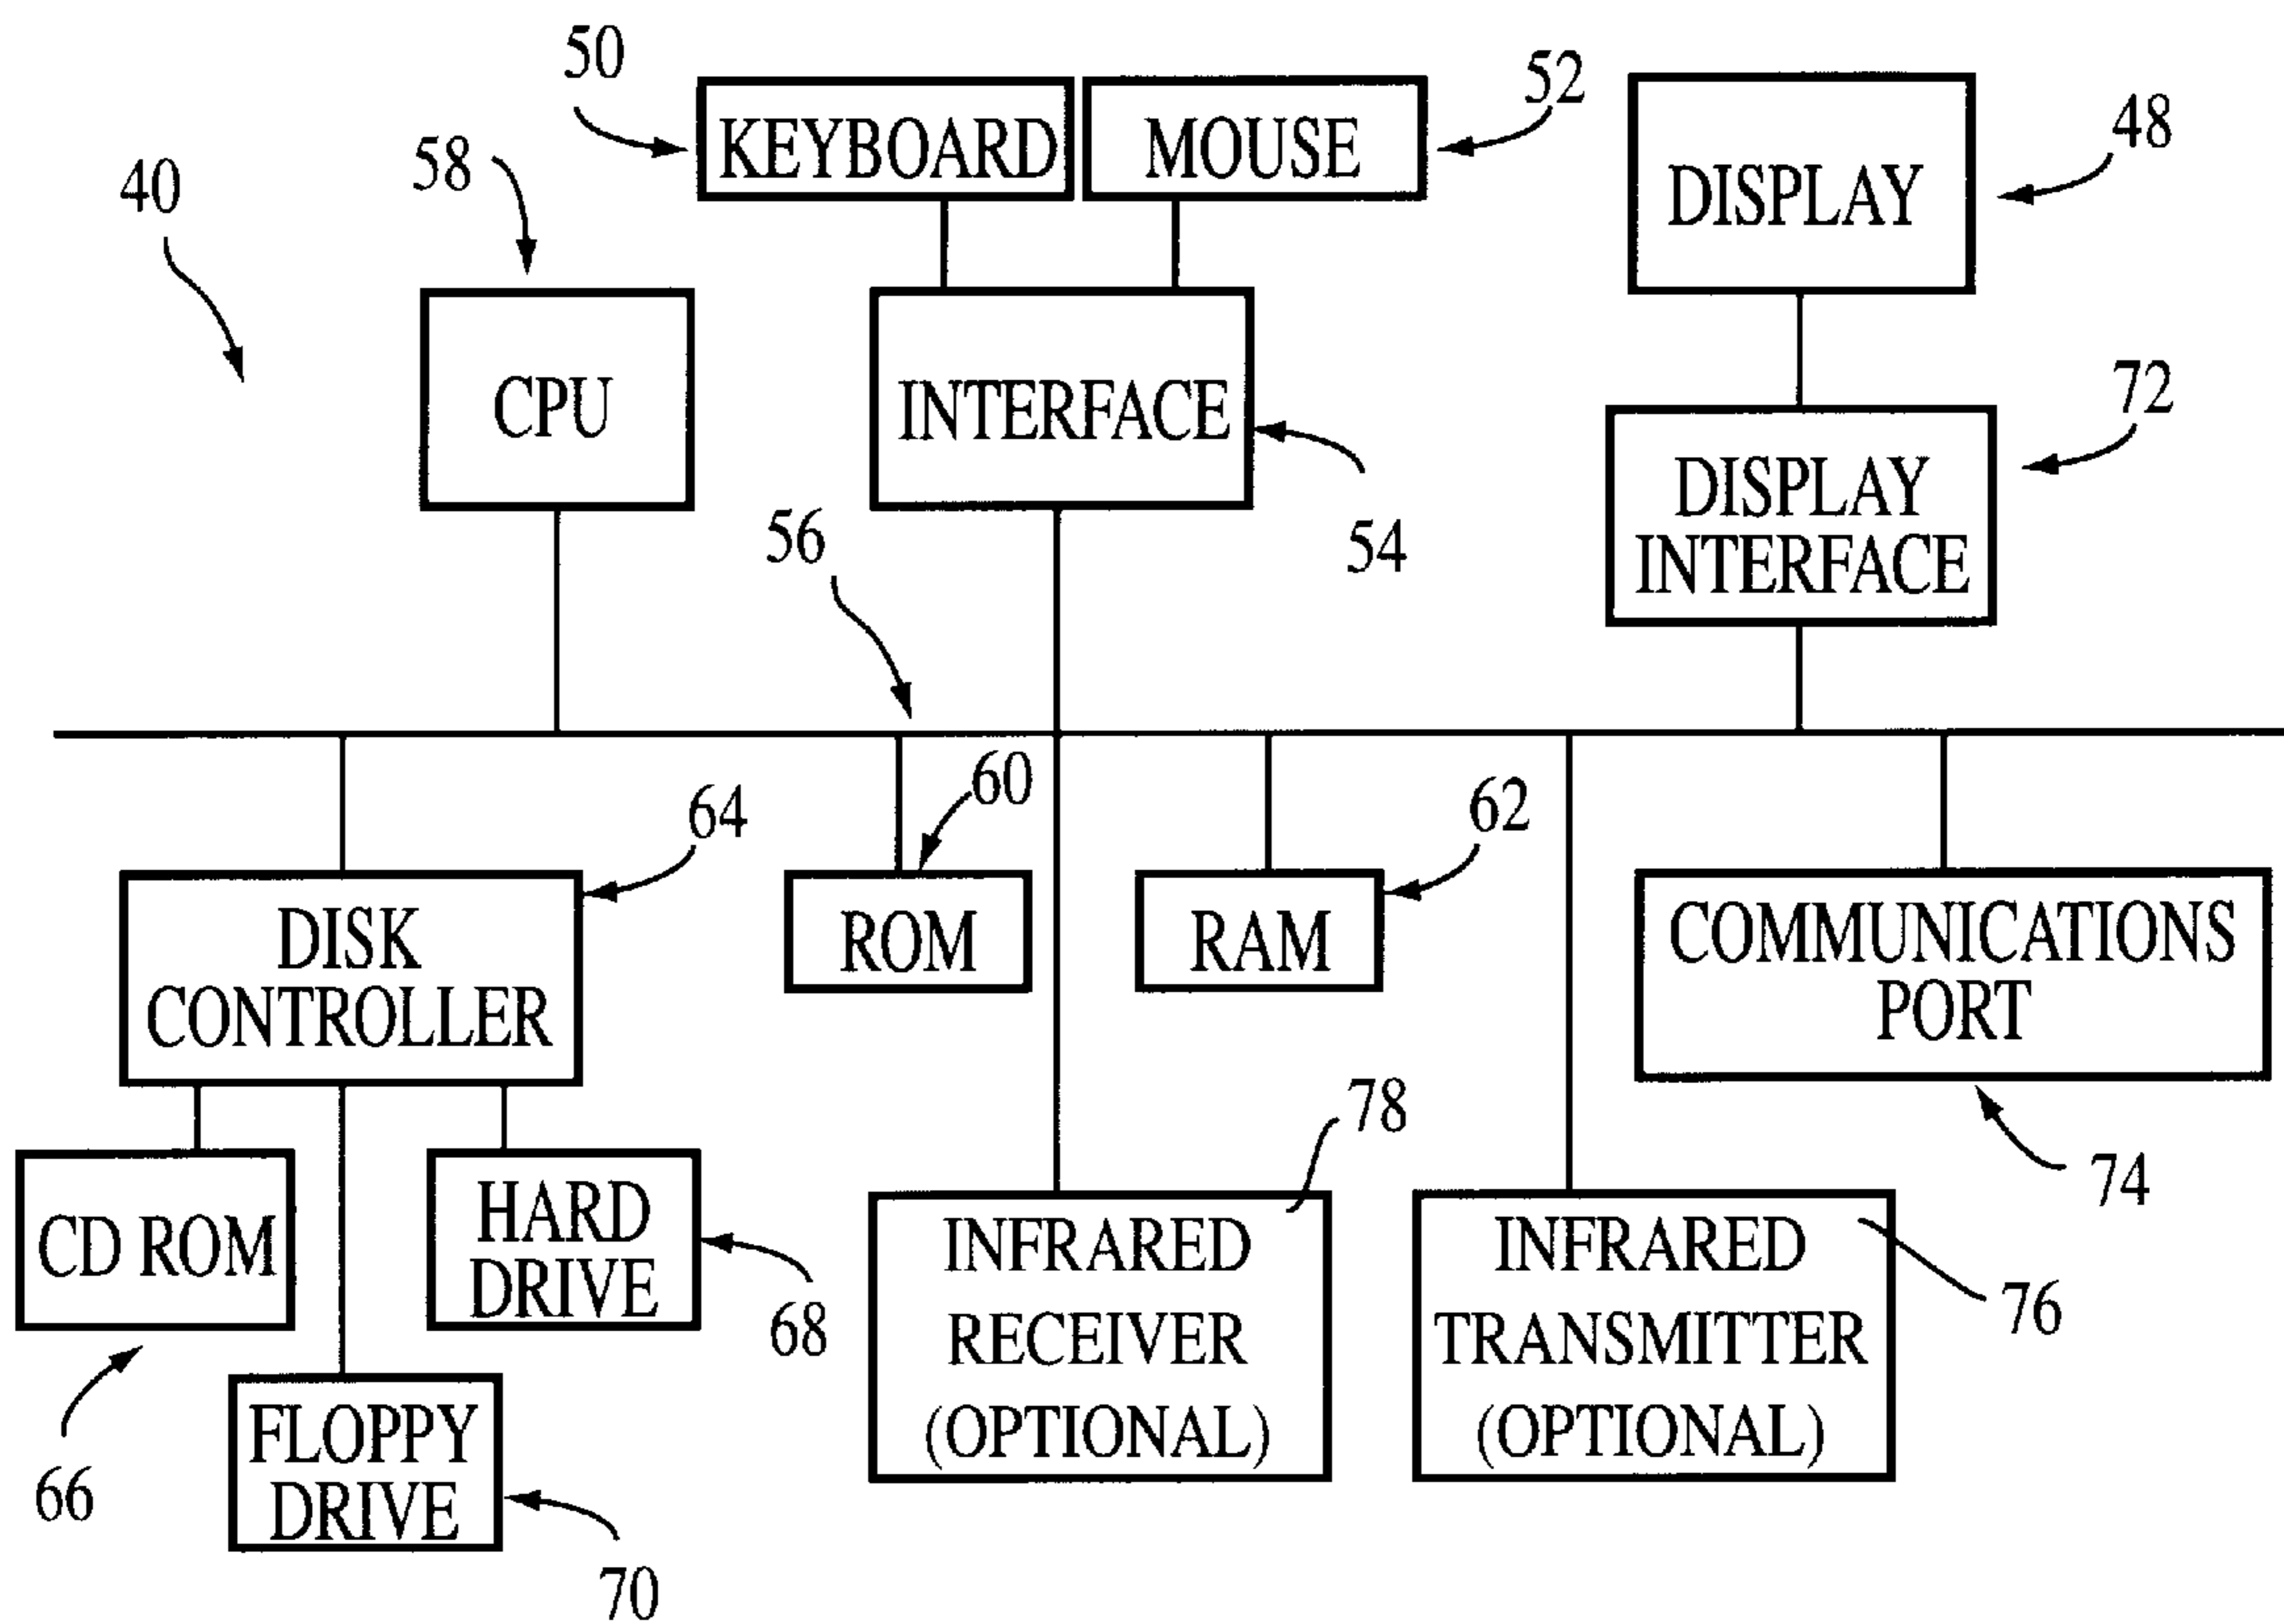 50
KEYBOARD
MOUSE
52
DISPLAY
48
58
40
CPU
INTERFACE
54
72
DISPLAY
INTERFACE
56
64
60
62
DISK
CONTROLLER
ROM
RAM
COMMUNICATIONS
PORT
74
CD ROM
66
HARD
DRIVE
68
FLOPPY
DRIVE
70
78
INFRARED
RECEIVER
(OPTIONAL)
INFRARED
TRANSMITTER
(OPTIONAL)
76